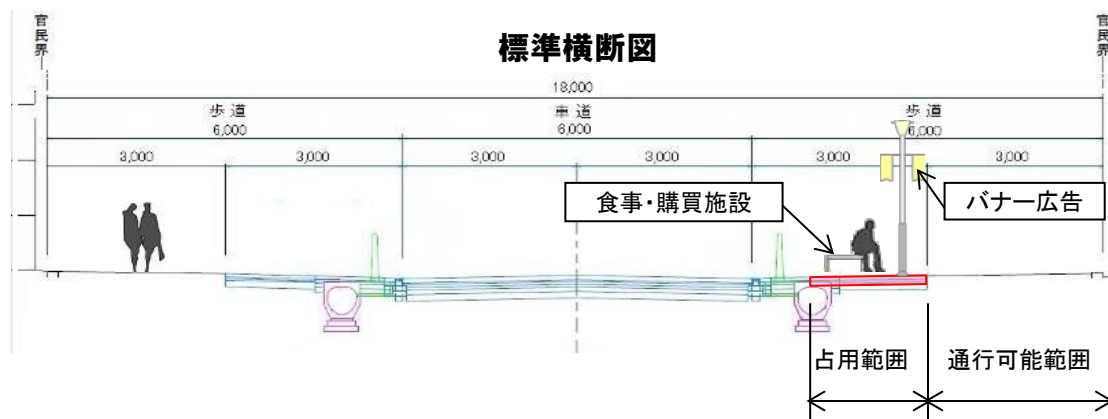 官民界
官民界
標準横断図
18,000
歩道
車道
歩道
6,000
6,000
6,000
3,000
3,000
3,000
3,000
3,000
3,000
食事・購買施設
バナー広告
占用範囲
通行可能範囲